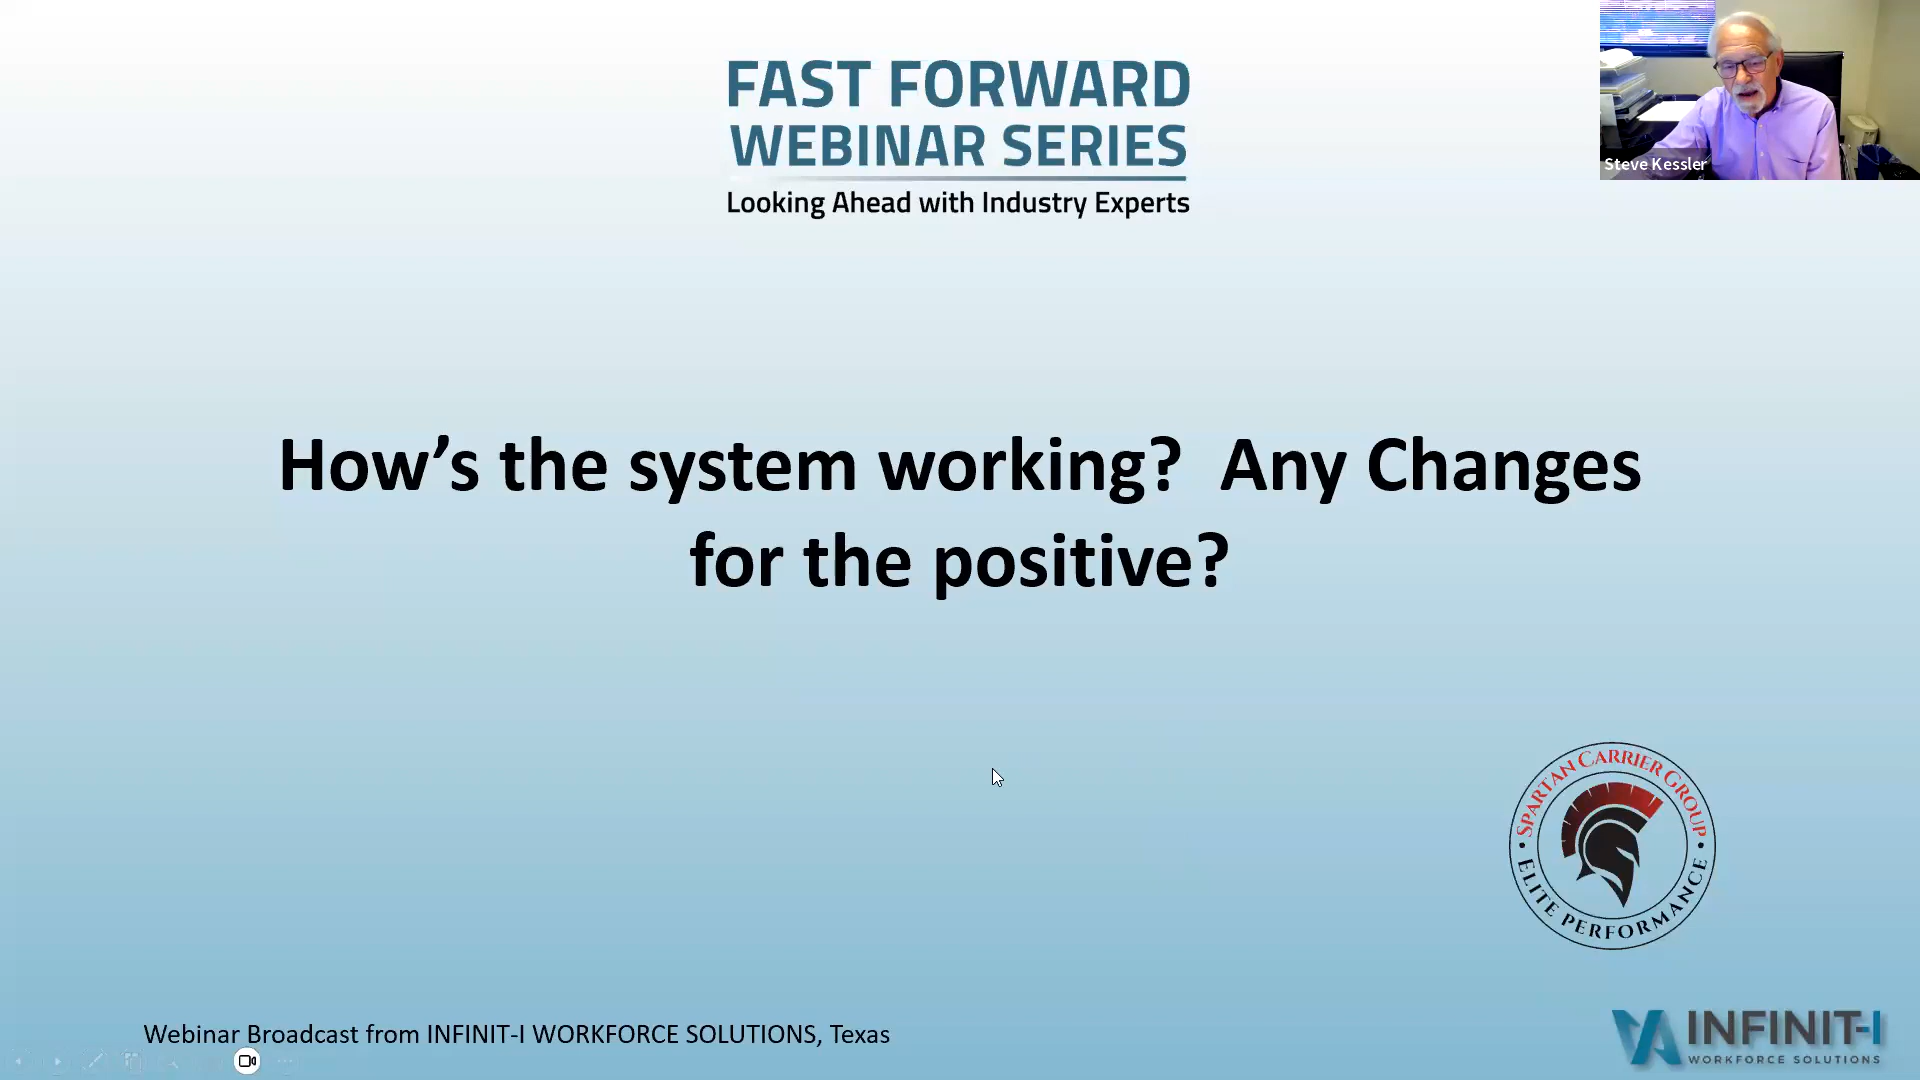 FAST FORWARD
WEBINAR SERIES
Looking Ahead with Industry Experts
Steve Kessler
How’s the system working?  Any Changes
for the positive?
SPARTAN CARRIER GROUP
• ELITE PERFORMANCE •
Webinar Broadcast from INFINIT-I WORKFORCE SOLUTIONS, Texas
INFINIT-I
WORKFORCE SOLUTIONS